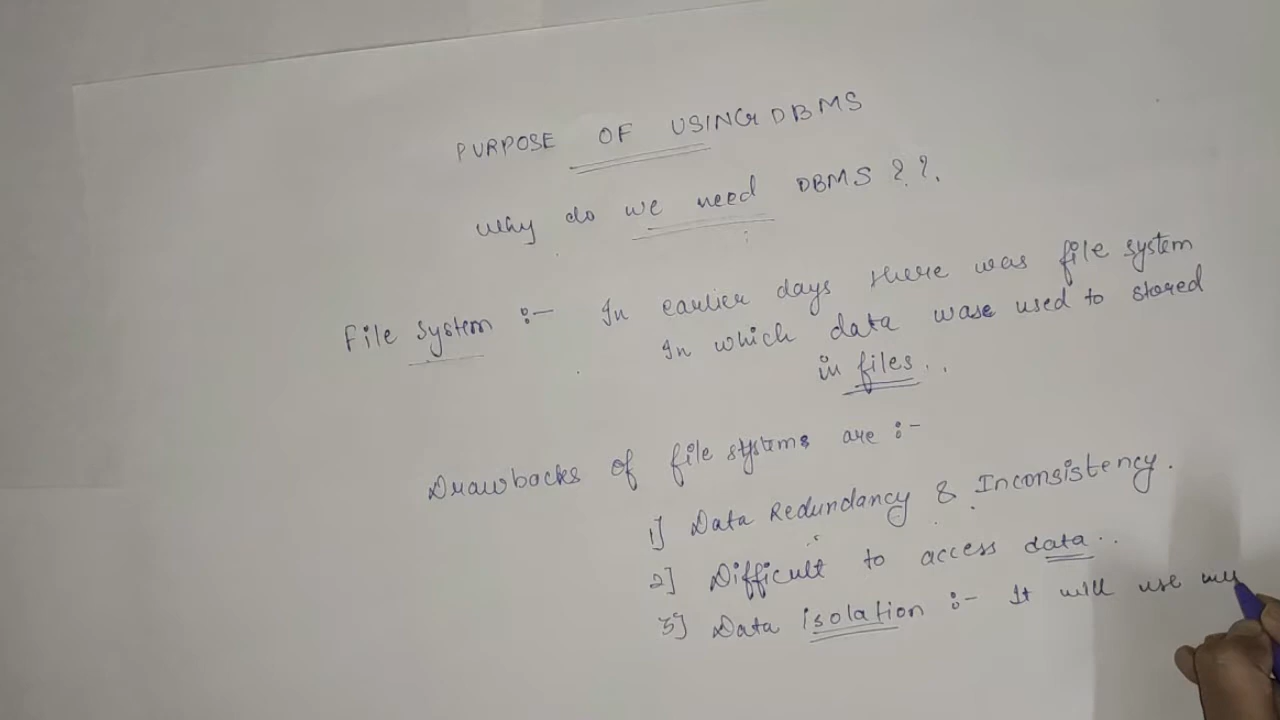 PURPOSE OF USING DBMS
Why do we need DBMS ??.
File System :- In earlier days there was file system
In which data wase used to stored
in files..
Drawbacks of file systems are :-
1] Data Redundancy & Inconsistency.
2] Difficult to access data..
3] Data isolation :- It will use